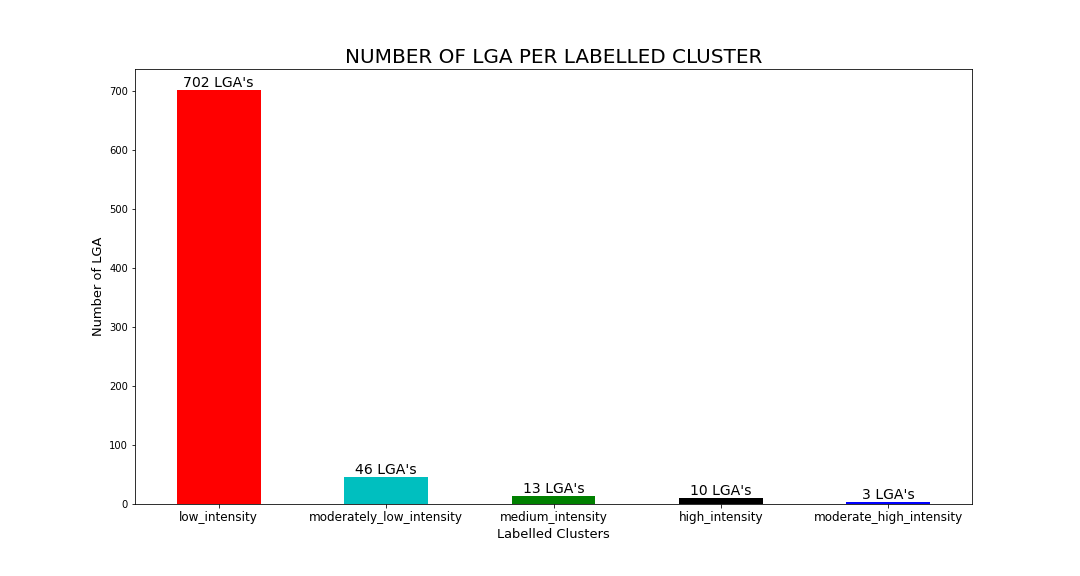 NUMBER OF LGA PER LABELLED CLUSTER
702 LGA's
46 LGA's
13 LGA's
10 LGA's
3 LGA's
Number of LGA
700
600
500
400
300
200
100
0
low_intensity
moderately_low_intensity
medium_intensity
high_intensity
moderate_high_intensity
Labelled Clusters